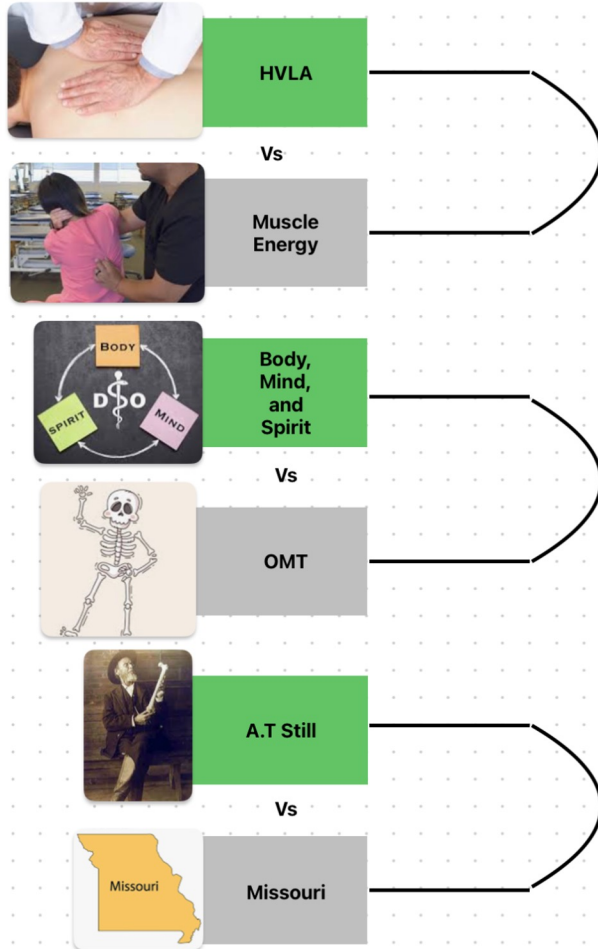 HVLA
Vs
Muscle
Energy
BODY
SPIRIT
D O
MIND
Body,
Mind,
and
Spirit
Vs
OMT
A.T Still
Vs
Missouri
Missouri